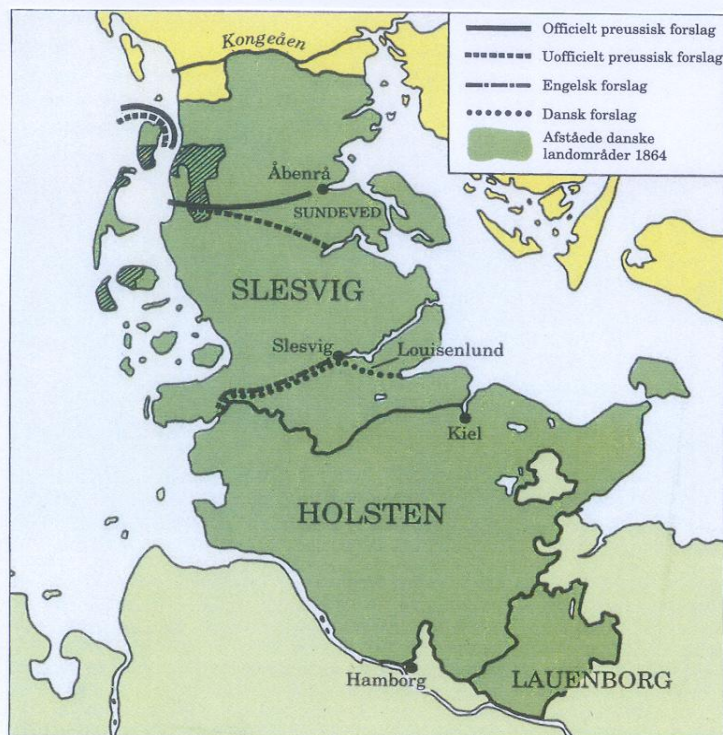 Officielt preussisk forslag
Uofficielt preussisk forslag
Engelsk forslag
Dansk forslag
Afståede danske
landområder 1864
Kongeåen
Åbenrå
SUNDEVED
SLESVIG
Slesvig
Louisenlund
Kiel
HOLSTEN
Hamborg
LAUENBORG